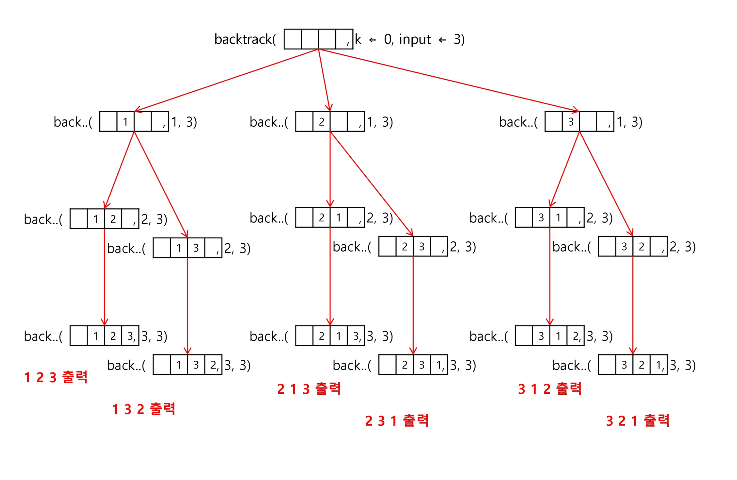 backtrack( , k ← 0, input ← 3)
back..( 1 , 1, 3)
back..( 2 , 1, 3)
back..( 3 , 1, 3)
back..( 1 2 , 2, 3)
back..( 1 3 , 2, 3)
back..( 2 1 , 2, 3)
back..( 2 3 , 2, 3)
back..( 3 1 , 2, 3)
back..( 3 2 , 2, 3)
back..( 1 2 3, 3, 3)
back..( 1 3 2, 3, 3)
back..( 2 1 3, 3, 3)
back..( 2 3 1, 3, 3)
back..( 3 1 2, 3, 3)
back..( 3 2 1, 3, 3)
1 2 3 출력
1 3 2 출력
2 1 3 출력
2 3 1 출력
3 1 2 출력
3 2 1 출력